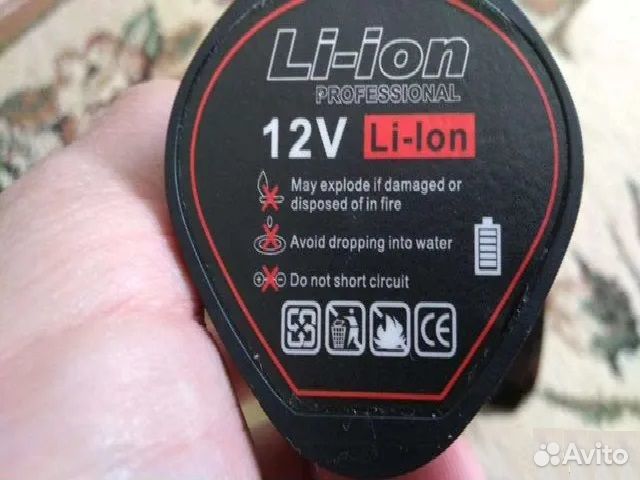 Li-ion
PROFESSIONAL
12V Li-Ion
May explode if damaged or
disposed of in fire
Avoid dropping into water
Do not short circuit
CE
Avito